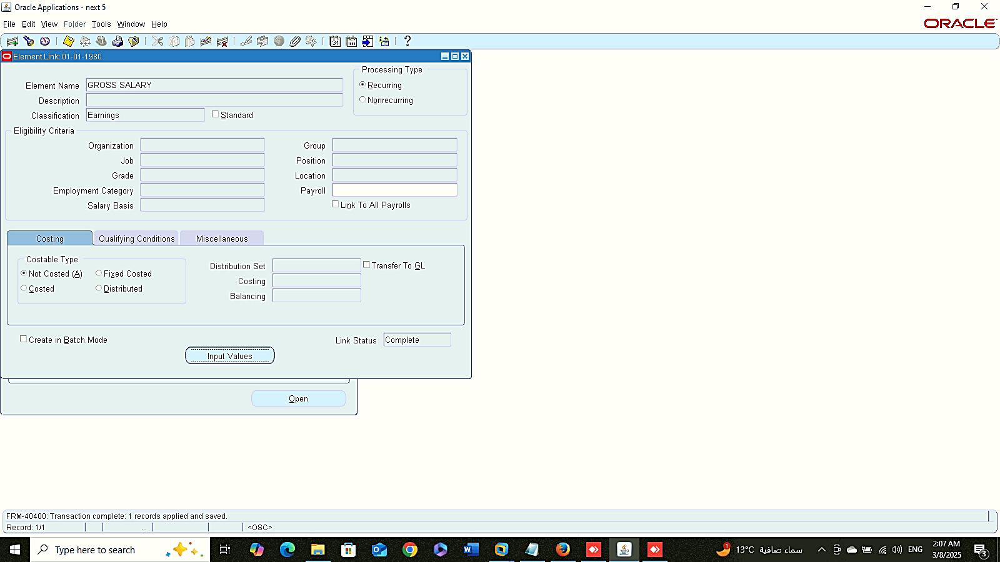 Oracle Applications - next 5
File Edit View Folder Tools Window Help
ORACLE
Element Link: 01-01-1980
Processing Type
Element Name GROSS SALARY
Recurring
Description
Nonrecurring
Classification Earnings Standard
Eligibility Criteria
Organization Group
Job Position
Grade Location
Employment Category Payroll
Salary Basis Link To All Payrolls
Costing Qualifying Conditions Miscellaneous
Costable Type
Distribution Set Transfer To GL
Not Costed (A) Fixed Costed
Costing
Costed Distributed
Balancing
Create in Batch Mode Link Status Complete
Input Values
Open
FRM-40400: Transaction complete: 1 records applied and saved.
Record: 1/1 ... <OSC>
Type here to search 13°C سماء صافية ENG 2:07 AM
3/8/2025 3